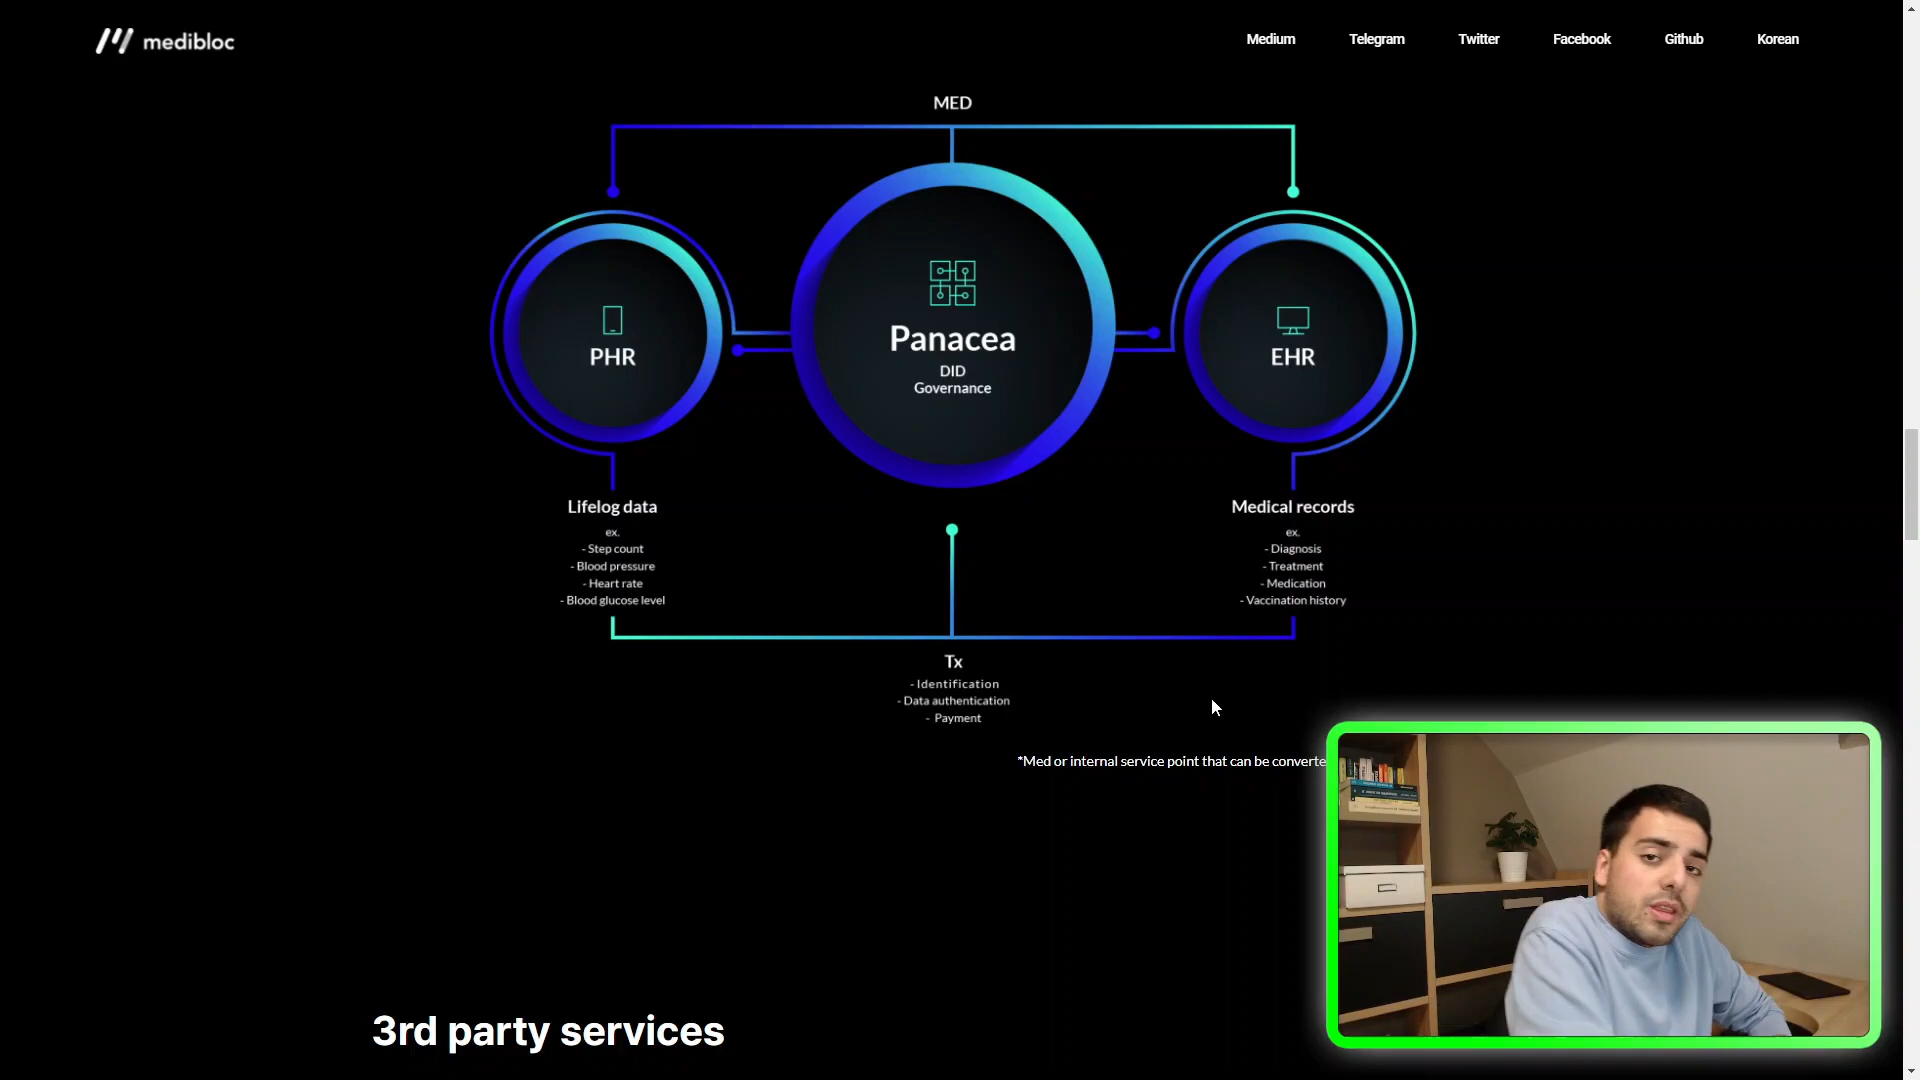 medibloc
Medium
Telegram
Twitter
Facebook
Github
Korean
MED
PHR
Panacea
DID
Governance
EHR
Lifelog data
ex.
- Step count
- Blood pressure
- Heart rate
- Blood glucose level
Medical records
ex.
- Diagnosis
- Treatment
- Medication
- Vaccination history
Tx
- Identification
- Data authentication
- Payment
*Med or internal service point that can be converte
3rd party services